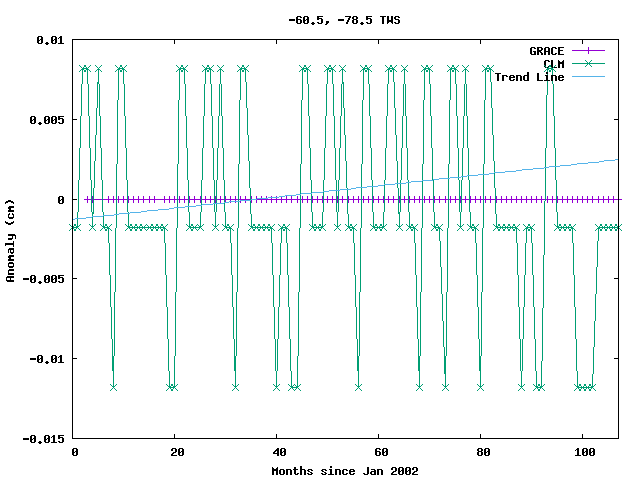 -60.5, -78.5 TWS
0.01
0.005
0
-0.005
-0.01
-0.015
Anomaly (cm)
GRACE
CLM
Trend Line
0 20 40 60 80 100
Months since Jan 2002